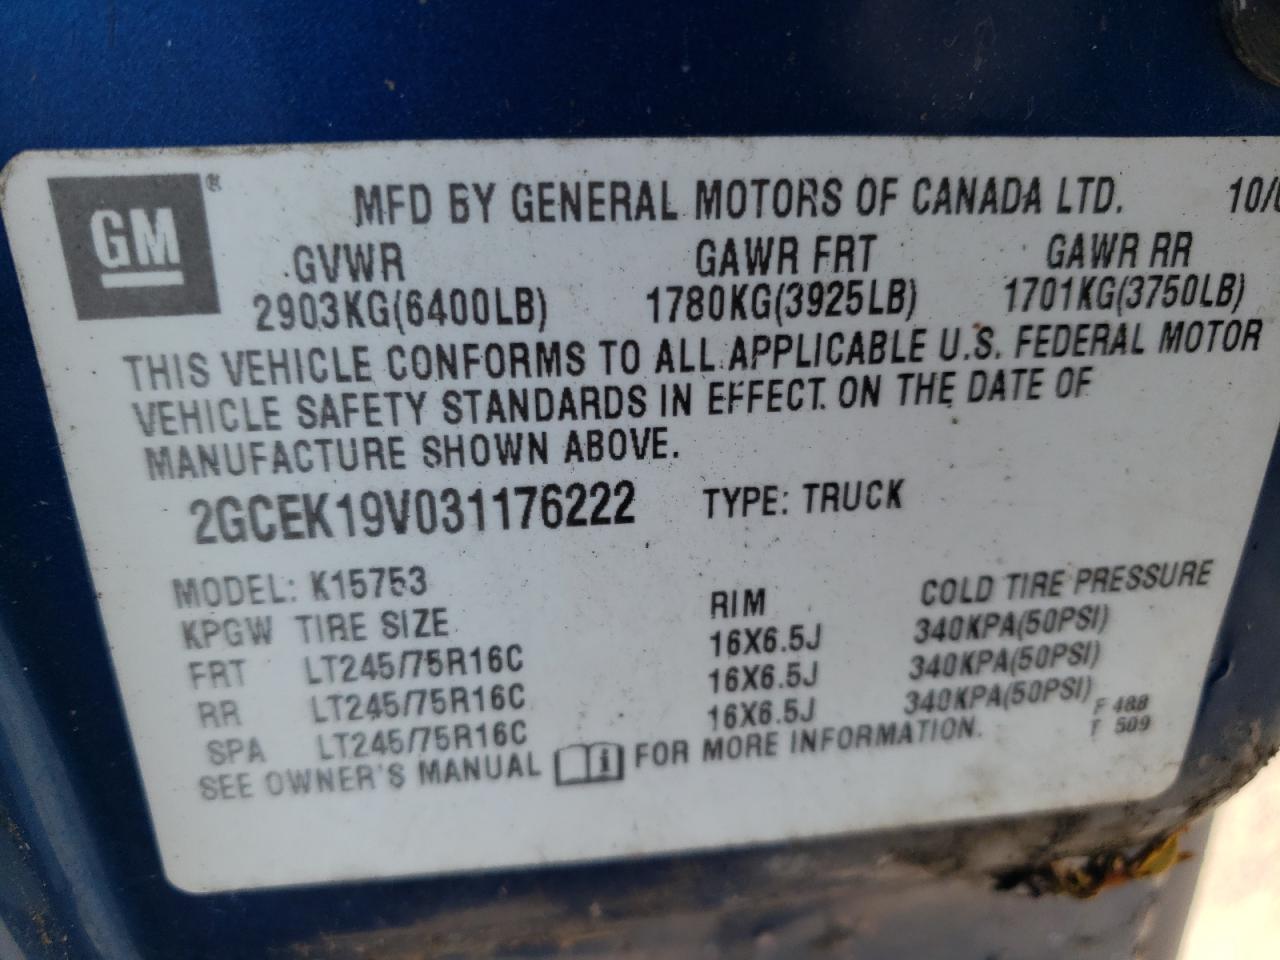 GM®
MFD BY GENERAL MOTORS OF CANADA LTD. 10/
GVWR GAWR FRT GAWR RR
2903KG(6400LB) 1780KG(3925LB) 1701KG(3750LB)
THIS VEHICLE CONFORMS TO ALL APPLICABLE U.S. FEDERAL MOTOR
VEHICLE SAFETY STANDARDS IN EFFECT ON THE DATE OF
MANUFACTURE SHOWN ABOVE.
2GCEK19V031176222 TYPE: TRUCK
MODEL: K15753
KPGW TIRE SIZE RIM COLD TIRE PRESSURE
FRT LT245/75R16C 16X6.5J 340KPA(50PSI)
RR LT245/75R16C 16X6.5J 340KPA(50PSI)
SPA LT245/75R16C 16X6.5J 340KPA(50PSI)
SEE OWNER'S MANUAL i FOR MORE INFORMATION.
F 488
T 509